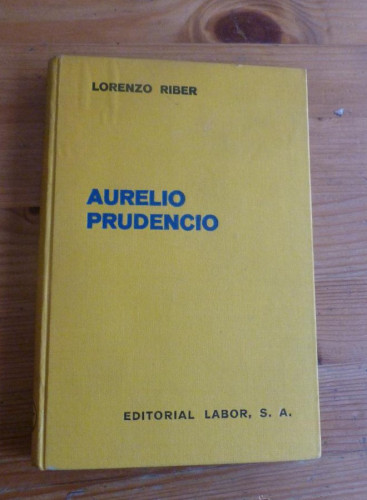 LORENZO RIBER
AURELIO
PRUDENCIO
EDITORIAL LABOR, S. A.